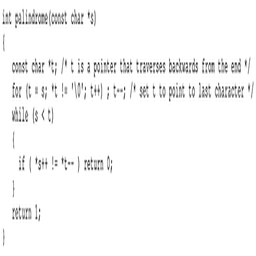 int palindrome(const char *s)
{
const char *t; /* t is a pointer that traverses backwards from the end */
for (t = s; *t != '\0'; t++) ; t--; /* set t to point to last character */
while (s < t)
{
if ( *s++ != *t-- ) return 0;
}
return 1;
}